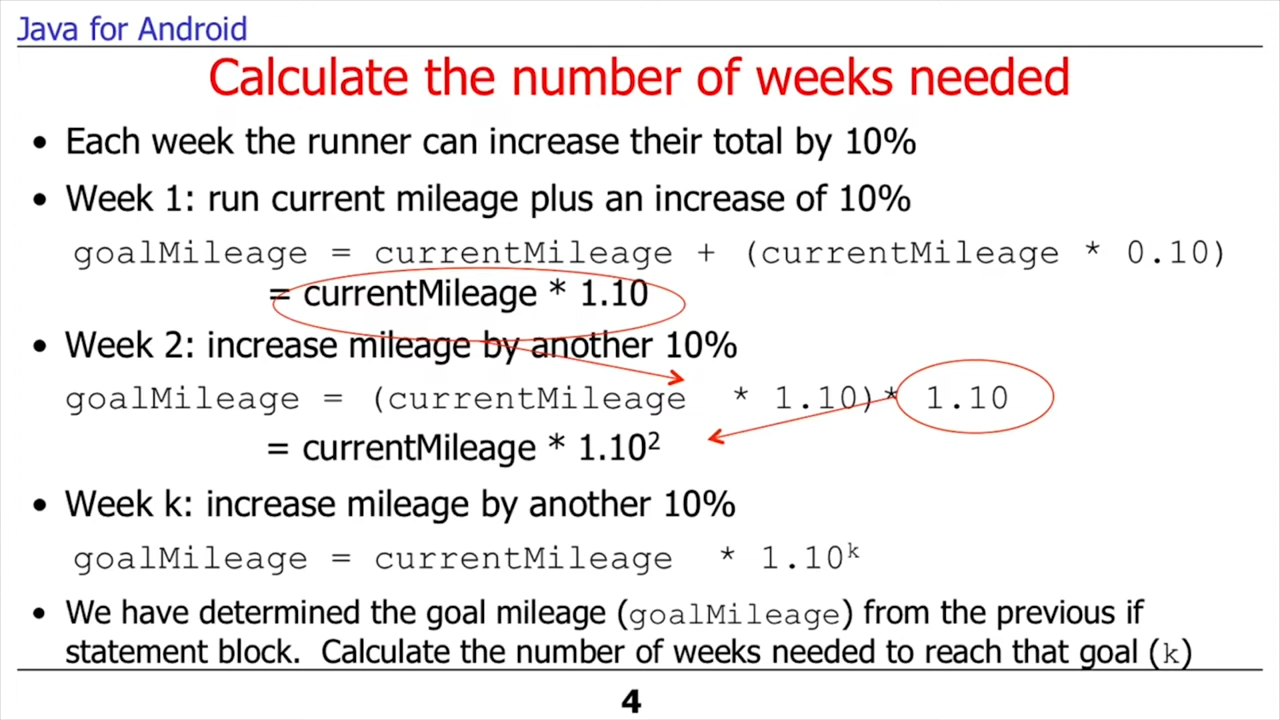 Java for Android
Calculate the number of weeks needed
• Each week the runner can increase their total by 10%
• Week 1: run current mileage plus an increase of 10%
goalMileage = currentMileage + (currentMileage * 0.10)
= currentMileage * 1.10
• Week 2: increase mileage by another 10%
goalMileage = (currentMileage * 1.10)* 1.10
= currentMileage * 1.10²
• Week k: increase mileage by another 10%
goalMileage = currentMileage * 1.10ᵏ
• We have determined the goal mileage (goalMileage) from the previous if
statement block. Calculate the number of weeks needed to reach that goal (k)
4